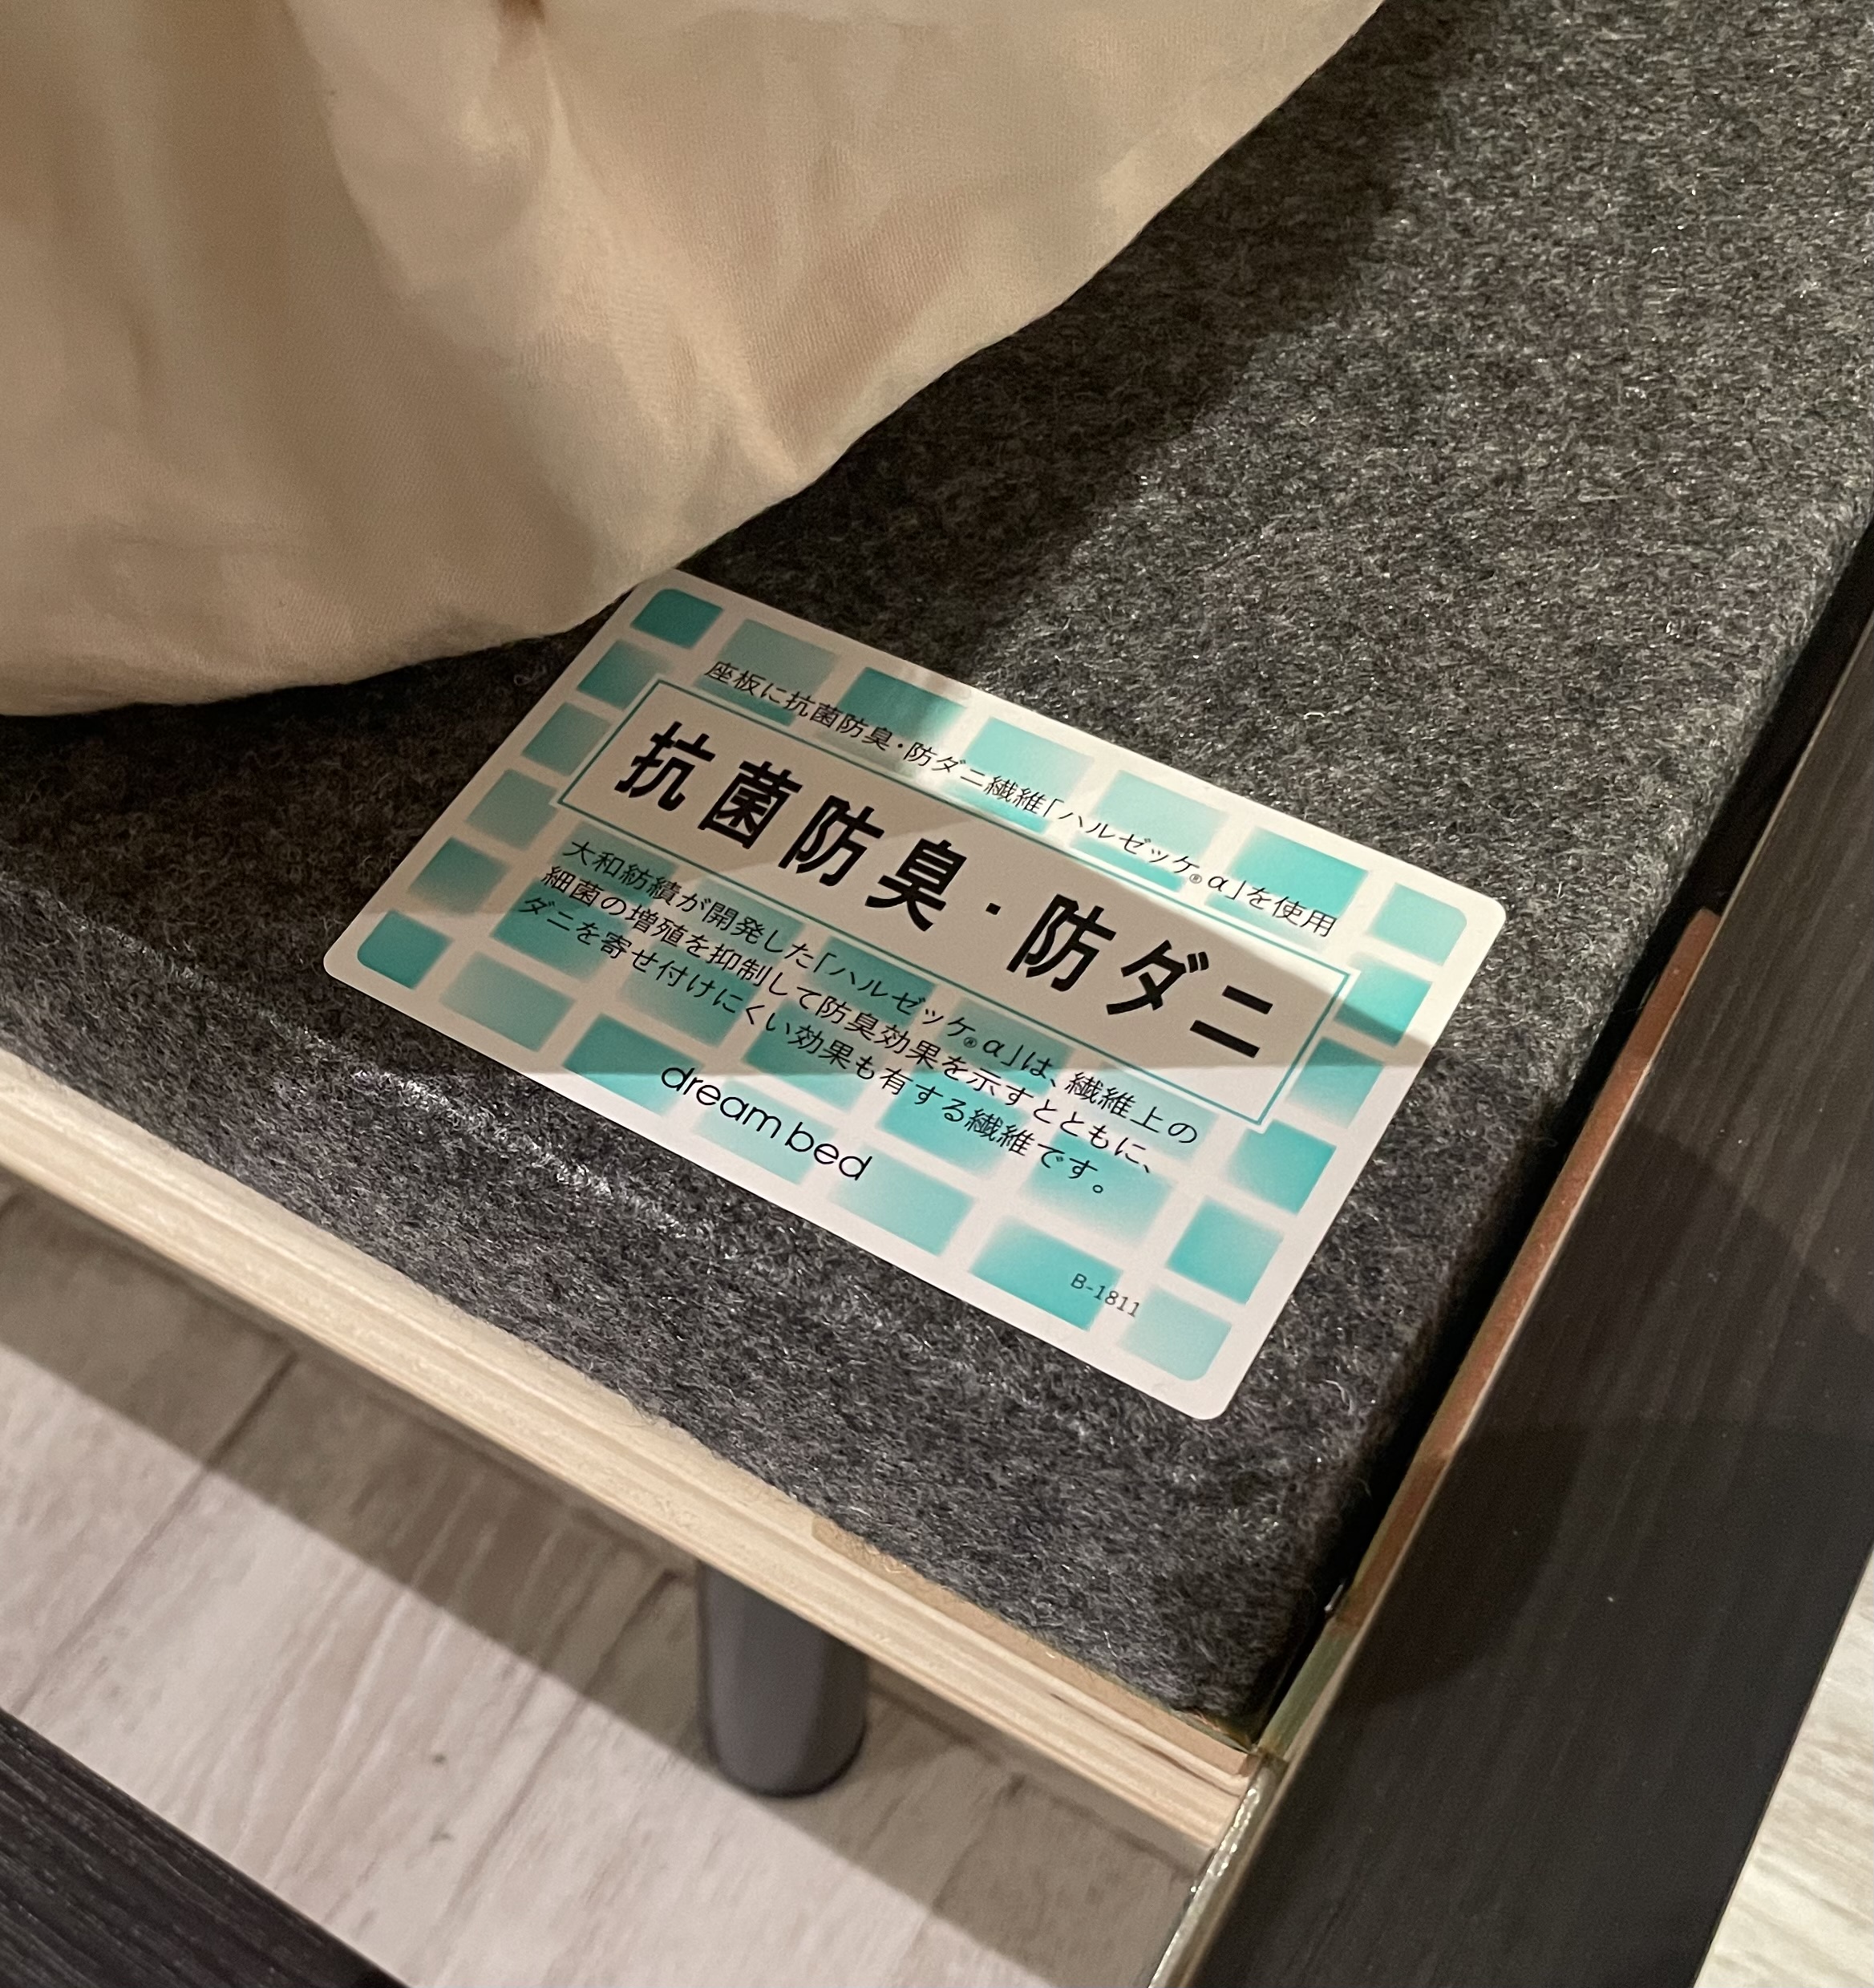 座板に抗菌防臭・防ダニ繊維「ハルゼッケ®α」を使用
抗菌防臭・防ダニ
大和紡績が開発した「ハルゼッケ®α」は、繊維上の
細菌の増殖を抑制して防臭効果を示すとともに、
ダニを寄せ付けにくい効果も有する繊維です。
dream bed
B-1811